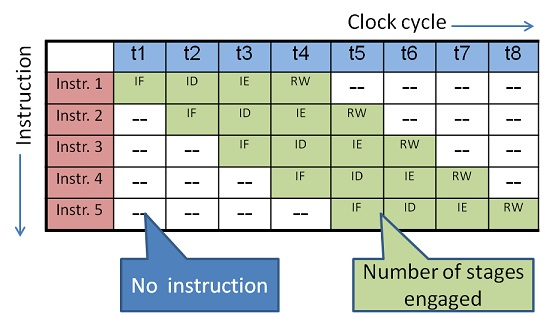 Clock cycle
Instruction
t1 t2 t3 t4 t5 t6 t7 t8
Instr. 1 IF ID IE RW -- -- -- --
Instr. 2 -- IF ID IE RW -- -- --
Instr. 3 -- -- IF ID IE RW -- --
Instr. 4 -- -- -- IF ID IE RW --
Instr. 5 -- -- -- -- IF ID IE RW
No instruction
Number of stages
engaged